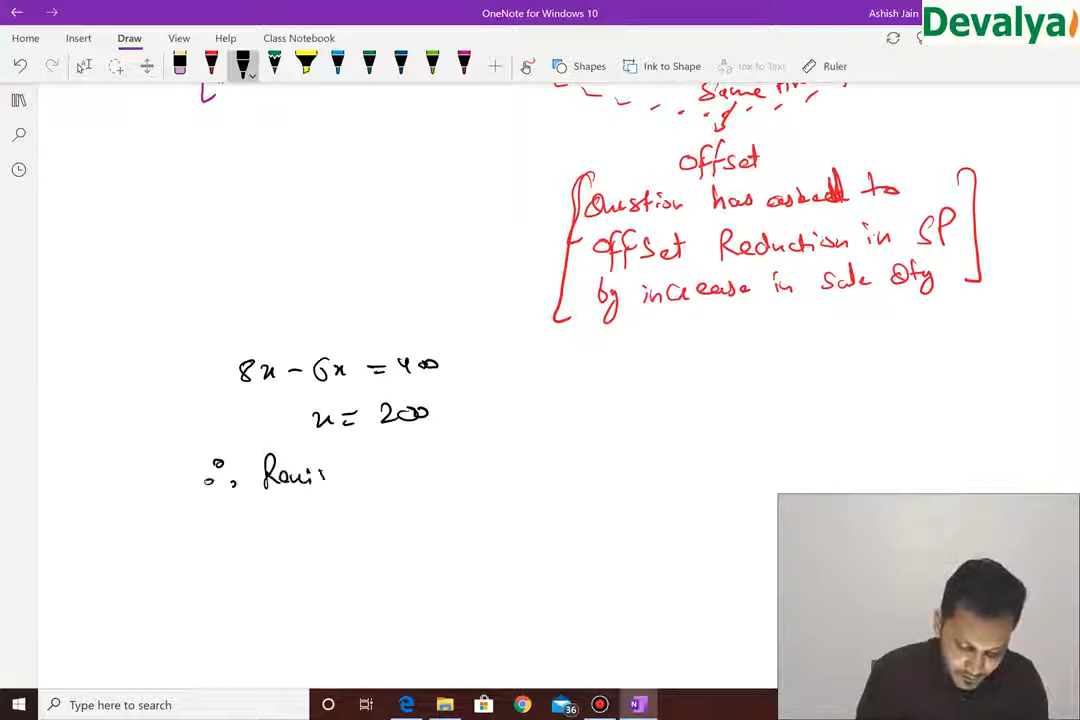 OneNote for Windows 10
Ashish Jain
Devalya
Home Insert Draw View Help Class Notebook
Shapes Ink to Shape Ink to Text Ruler
Same
Offset
Question has asked to
offset Reduction in SP
by increase in Sale Qty
8x - 6x = 400
x = 200
∴, Revis
Type here to search
36